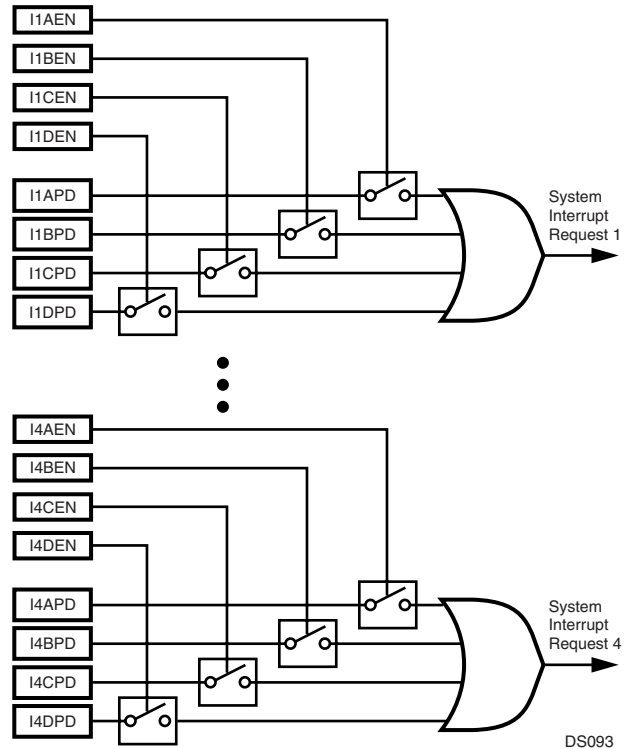 I1AEN
I1BEN
I1CEN
I1DEN
I1APD
I1BPD
I1CPD
I1DPD
System
Interrupt
Request 1
I4AEN
I4BEN
I4CEN
I4DEN
I4APD
I4BPD
I4CPD
I4DPD
System
Interrupt
Request 4
DS093